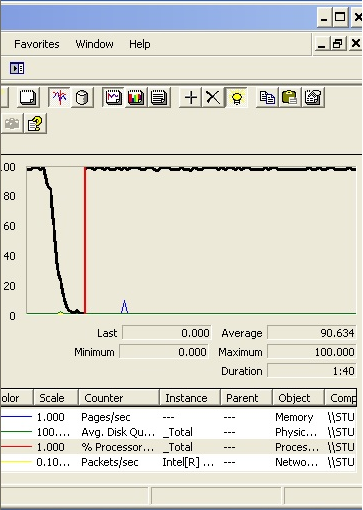 Favorites Window Help
00
80
60
40
20
0
Last 0.000 Average 90.634
Minimum 0.000 Maximum 100.000
Duration 1:40
olor Scale Counter Instance Parent Object Comp
1.000 Pages/sec --- --- Memory \\STU
100.... Avg. Disk Qu... _Total --- Physic... \\STU
1.000 % Processor... _Total --- Proces... \\STU
0.10... Packets/sec Intel[R] ... --- Netwo... \\STU